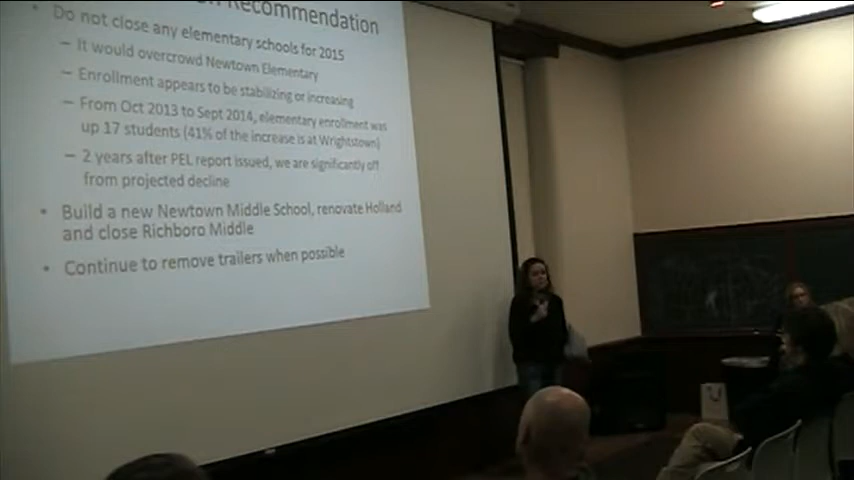 Recommendation
• Do not close any elementary schools for 2015
– It would overcrowd Newtown Elementary
– Enrollment appears to be stabilizing or increasing
– From Oct 2013 to Sept 2014, elementary enrollment was
up 17 students (41% of the increase is at Wrightstown)
– 2 years after PEL report issued, we are significantly off
from projected decline
• Build a new Newtown Middle School, renovate Holland
and close Richboro Middle
• Continue to remove trailers when possible